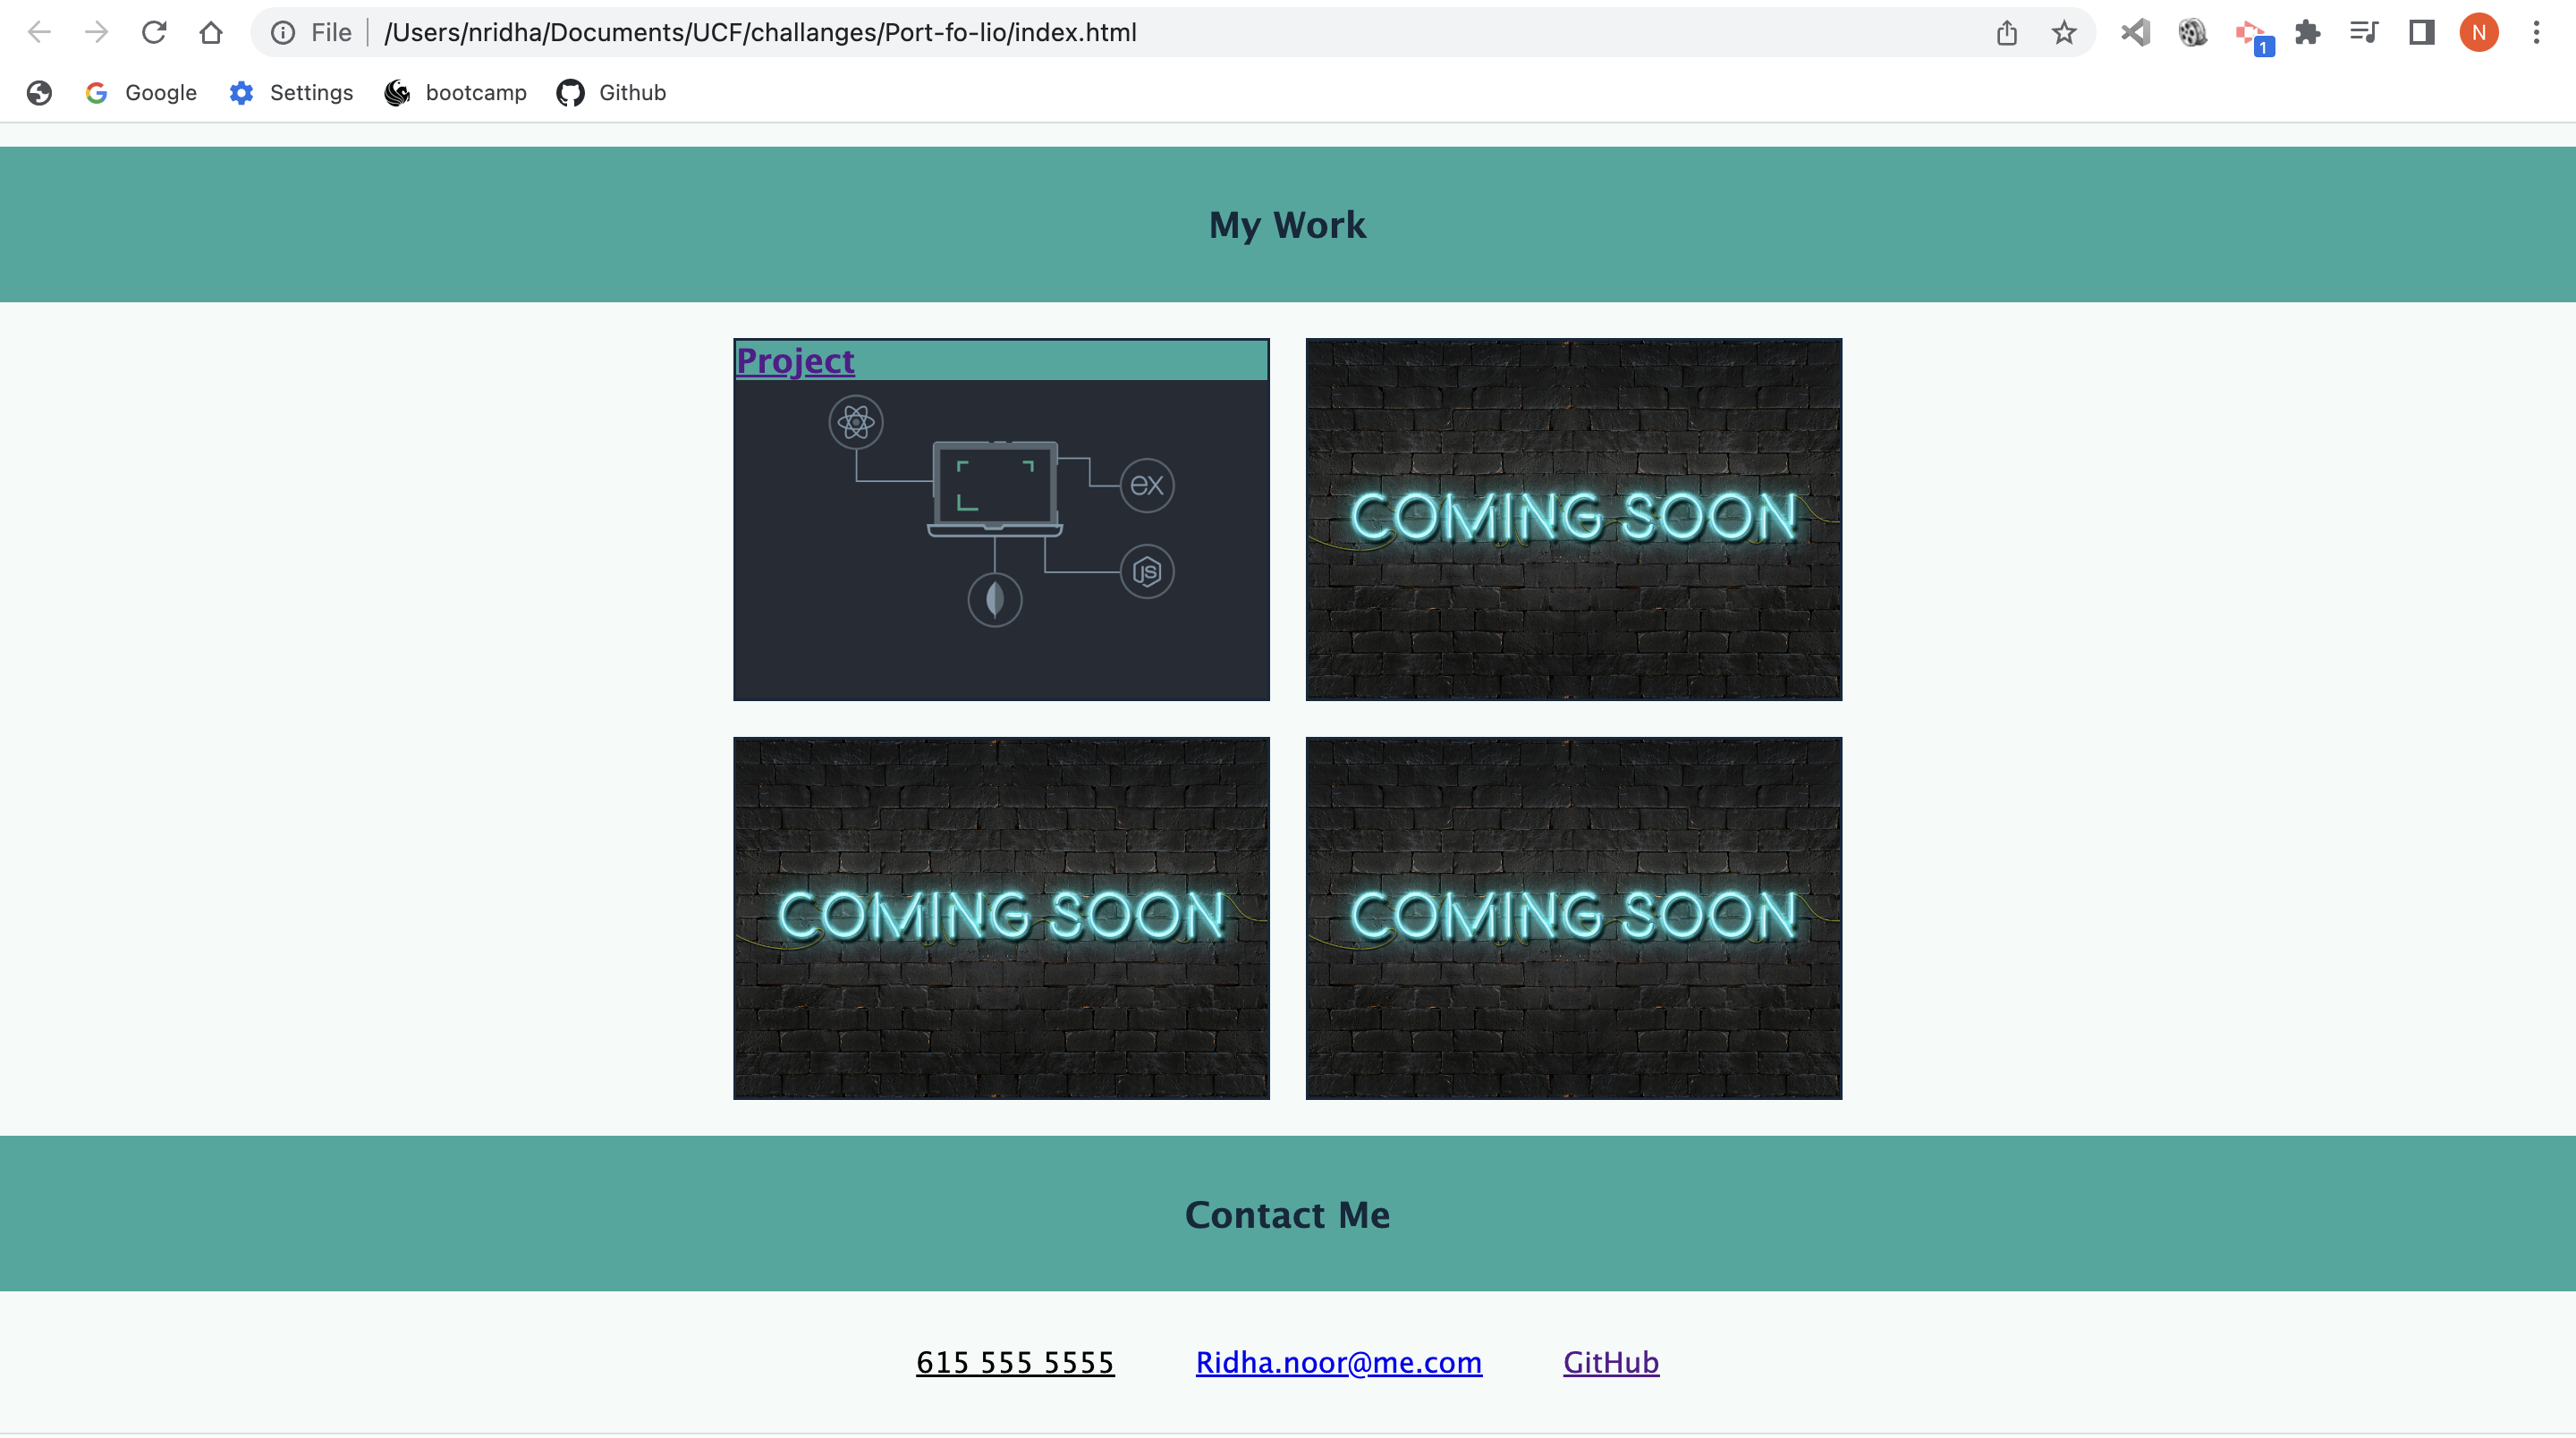 File /Users/nridha/Documents/UCF/challanges/Port-fo-lio/index.html
1
N
Google Settings bootcamp Github
My Work
Project
ex
JS
COMING SOON
COMING SOON
COMING SOON
Contact Me
615 555 5555 Ridha.noor@me.com GitHub